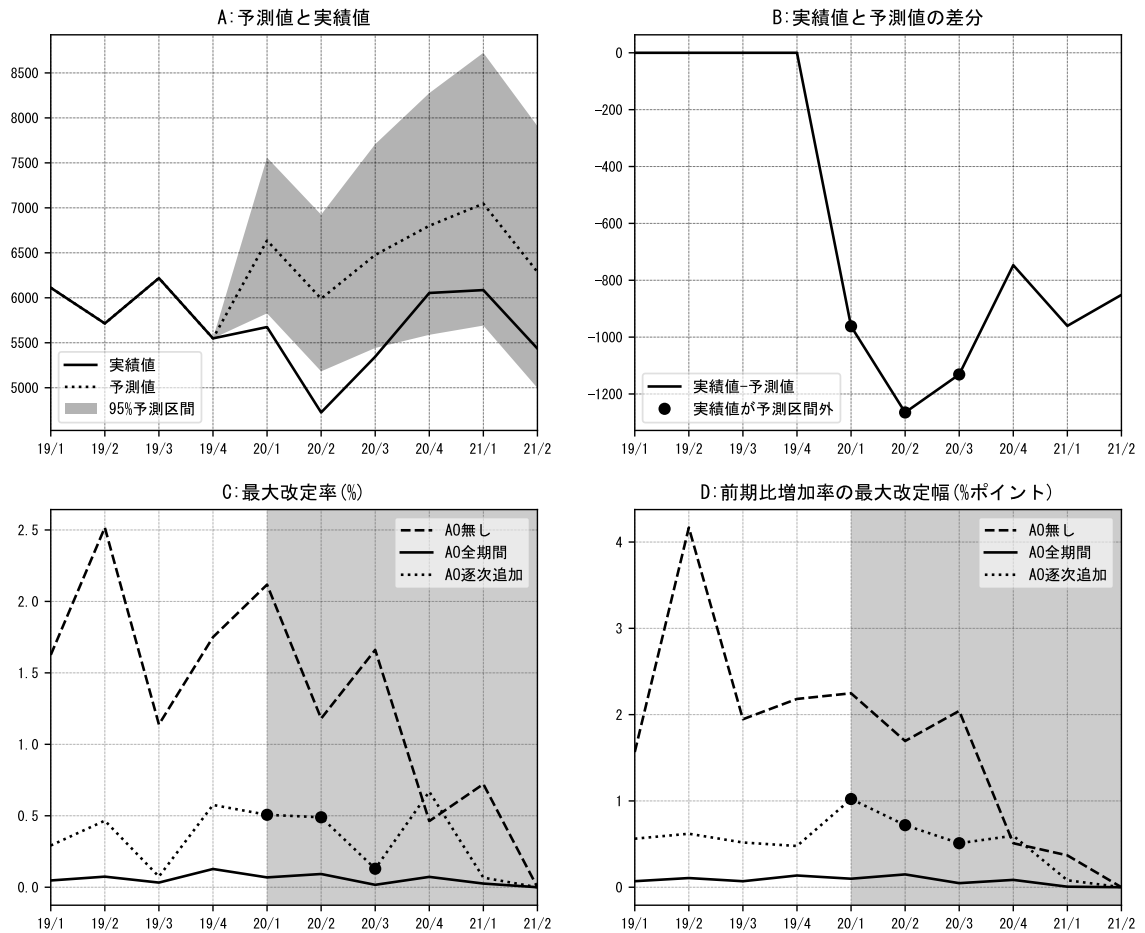 A:予測値と実績値
8500
8000
7500
7000
6500
6000
5500
5000
実績値
予測値
95%予測区間
19/1 19/2 19/3 19/4 20/1 20/2 20/3 20/4 21/1 21/2
B:実績値と予測値の差分
0
−200
−400
−600
−800
−1000
−1200
実績値−予測値
実績値が予測区間外
19/1 19/2 19/3 19/4 20/1 20/2 20/3 20/4 21/1 21/2
C:最大改定率(%)
2.5
2.0
1.5
1.0
0.5
0.0
AO無し
AO全期間
AO逐次追加
19/1 19/2 19/3 19/4 20/1 20/2 20/3 20/4 21/1 21/2
D:前期比増加率の最大改定幅(%ポイント)
4
3
2
1
0
AO無し
AO全期間
AO逐次追加
19/1 19/2 19/3 19/4 20/1 20/2 20/3 20/4 21/1 21/2